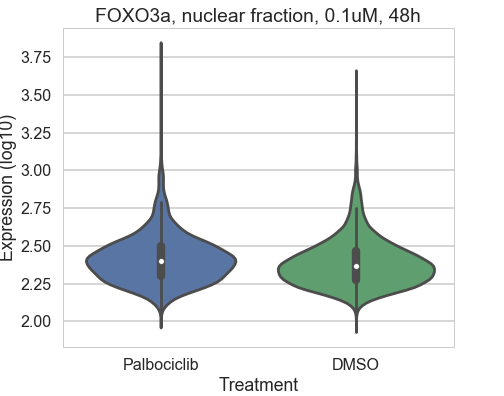 FOXO3a, nuclear fraction, 0.1uM, 48h
Expression (log10)
3.75
3.50
3.25
3.00
2.75
2.50
2.25
2.00
Palbociclib DMSO
Treatment